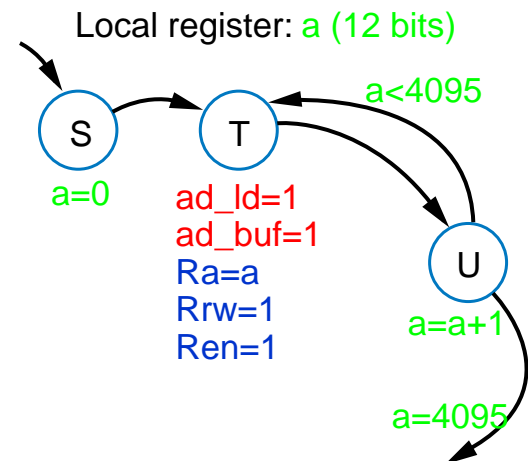 Local register: a (12 bits)
a<4095
S
T
a=0
ad_ld=1
ad_buf=1
Ra=a
Rrw=1
Ren=1
U
a=a+1
a=4095